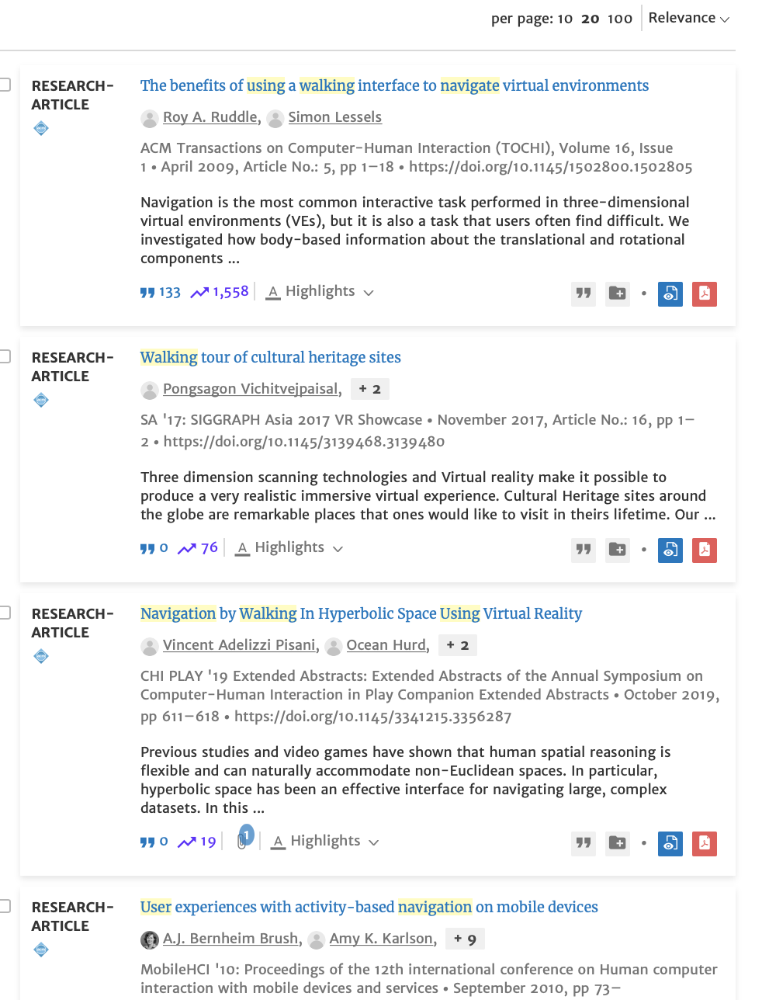 per page: 10 20 100 Relevance
RESEARCH-ARTICLE
The benefits of using a walking interface to navigate virtual environments
Roy A. Ruddle, Simon Lessels
ACM Transactions on Computer-Human Interaction (TOCHI), Volume 16, Issue
1 • April 2009, Article No.: 5, pp 1–18 • https://doi.org/10.1145/1502800.1502805
Navigation is the most common interactive task performed in three-dimensional
virtual environments (VEs), but it is also a task that users often find difficult. We
investigated how body-based information about the translational and rotational
components ...
133 1,558 A Highlights
RESEARCH-ARTICLE
Walking tour of cultural heritage sites
Pongsagon Vichitvejpaisal, + 2
SA '17: SIGGRAPH Asia 2017 VR Showcase • November 2017, Article No.: 16, pp 1–
2 • https://doi.org/10.1145/3139468.3139480
Three dimension scanning technologies and Virtual reality make it possible to
produce a very realistic immersive virtual experience. Cultural Heritage sites around
the globe are remarkable places that ones would like to visit in theirs lifetime. Our ...
0 76 A Highlights
RESEARCH-ARTICLE
Navigation by Walking In Hyperbolic Space Using Virtual Reality
Vincent Adelizzi Pisani, Ocean Hurd, + 2
CHI PLAY '19 Extended Abstracts: Extended Abstracts of the Annual Symposium on
Computer-Human Interaction in Play Companion Extended Abstracts • October 2019,
pp 611–618 • https://doi.org/10.1145/3341215.3356287
Previous studies and video games have shown that human spatial reasoning is
flexible and can naturally accommodate non-Euclidean spaces. In particular,
hyperbolic space has been an effective interface for navigating large, complex
datasets. In this ...
0 19 1 A Highlights
RESEARCH-ARTICLE
User experiences with activity-based navigation on mobile devices
A.J. Bernheim Brush, Amy K. Karlson, + 9
MobileHCI '10: Proceedings of the 12th international conference on Human computer
interaction with mobile devices and services • September 2010, pp 73–